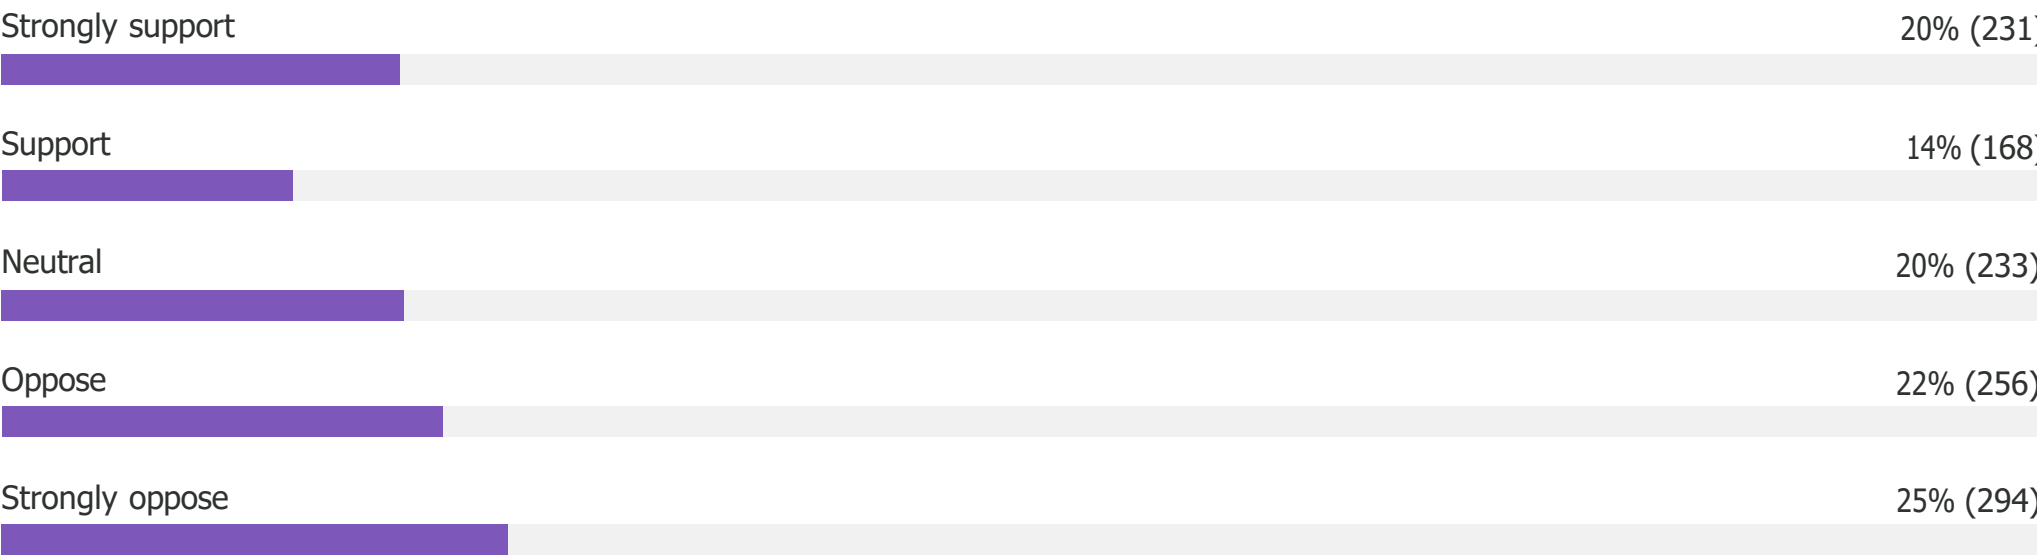 Strongly support 20% (231)
Support 14% (168)
Neutral 20% (233)
Oppose 22% (256)
Strongly oppose 25% (294)